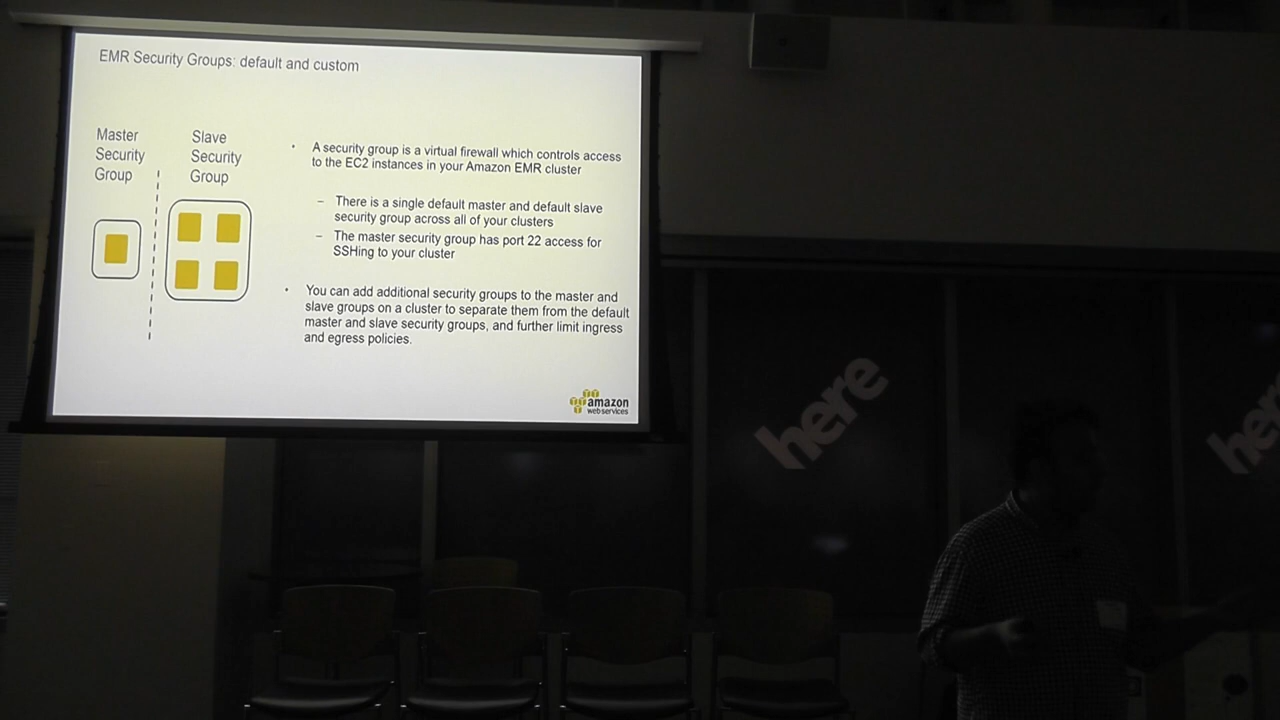 EMR Security Groups: default and custom
Master
Security
Group
Slave
Security
Group
• A security group is a virtual firewall which controls access
to the EC2 instances in your Amazon EMR cluster
– There is a single default master and default slave
security group across all of your clusters
– The master security group has port 22 access for
SSHing to your cluster
• You can add additional security groups to the master and
slave groups on a cluster to separate them from the default
master and slave security groups, and further limit ingress
and egress policies.
amazon
webservices
here
her